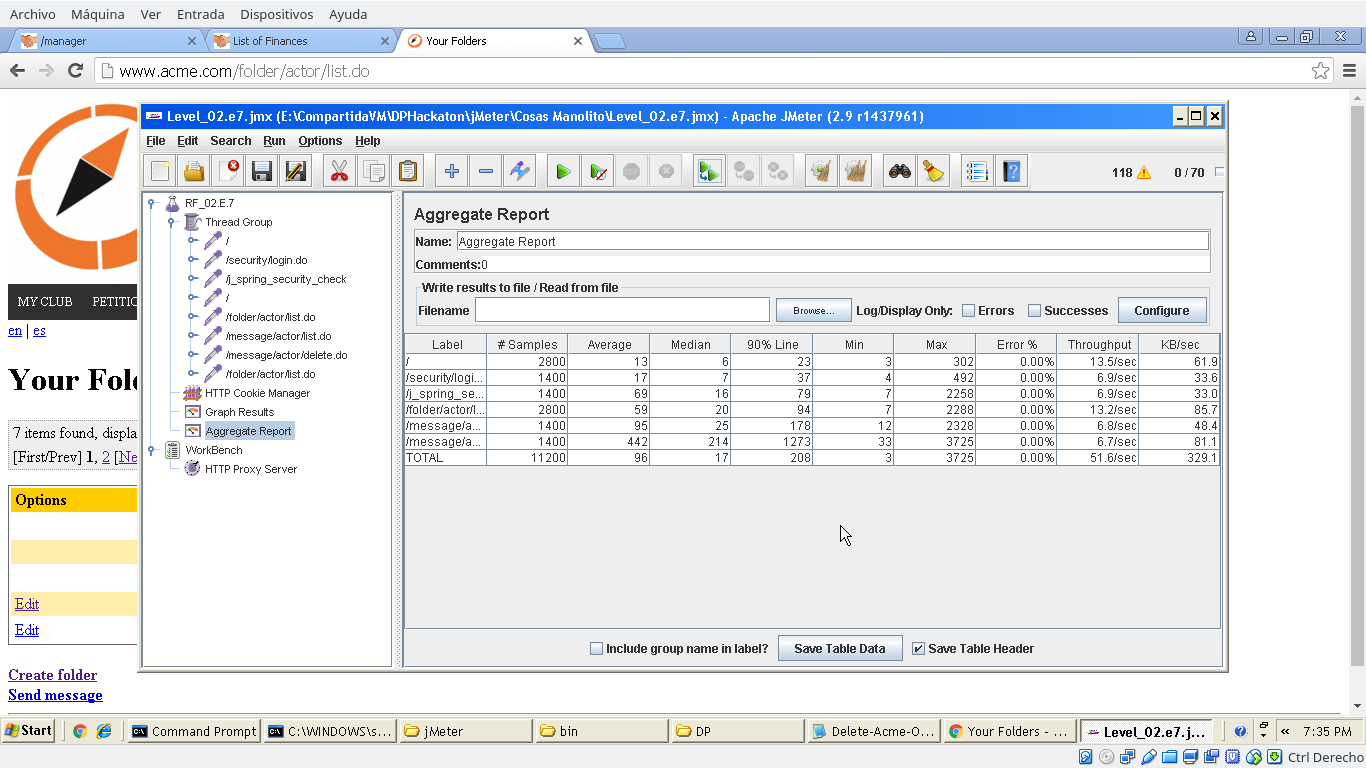 Archivo Máquina Ver Entrada Dispositivos Ayuda
/manager List of Finances Your Folders
www.acme.com/folder/actor/list.do
Level_02.e7.jmx (E:\CompartidaVM\DPHackaton\jMeter\Cosas Manolito\Level_02.e7.jmx) - Apache JMeter (2.9 r1437961)
File Edit Search Run Options Help
118 0 / 70
RF_02.E.7
Thread Group
/
/security/login.do
/j_spring_security_check
/
/folder/actor/list.do
/message/actor/list.do
/message/actor/delete.do
/folder/actor/list.do
HTTP Cookie Manager
Graph Results
Aggregate Report
WorkBench
HTTP Proxy Server
Aggregate Report
Name: Aggregate Report
Comments:0
Write results to file / Read from file
Filename Browse... Log/Display Only: Errors Successes Configure
Label # Samples Average Median 90% Line Min Max Error % Throughput KB/sec
/ 2800 13 6 23 3 302 0.00% 13.5/sec 61.9
/security/logi... 1400 17 7 37 4 492 0.00% 6.9/sec 33.6
/j_spring_se... 1400 69 16 79 7 2258 0.00% 6.9/sec 33.0
/folder/actor/l... 2800 59 20 94 7 2288 0.00% 13.2/sec 85.7
/message/a... 1400 95 25 178 12 2328 0.00% 6.8/sec 48.4
/message/a... 1400 442 214 1273 33 3725 0.00% 6.7/sec 81.1
TOTAL 11200 96 17 208 3 3725 0.00% 51.6/sec 329.1
Include group name in label? Save Table Data Save Table Header
MY CLUB PETITIC
en | es
Your Fol
7 items found, displa
[First/Prev] 1, 2 [Ne
Options
Edit
Edit
Create folder
Send message
Start Command Prompt C:\WINDOWS\s... jMeter bin DP Delete-Acme-O... Your Folders - ... Level_02.e7.j... « 7:35 PM
Ctrl Derecho